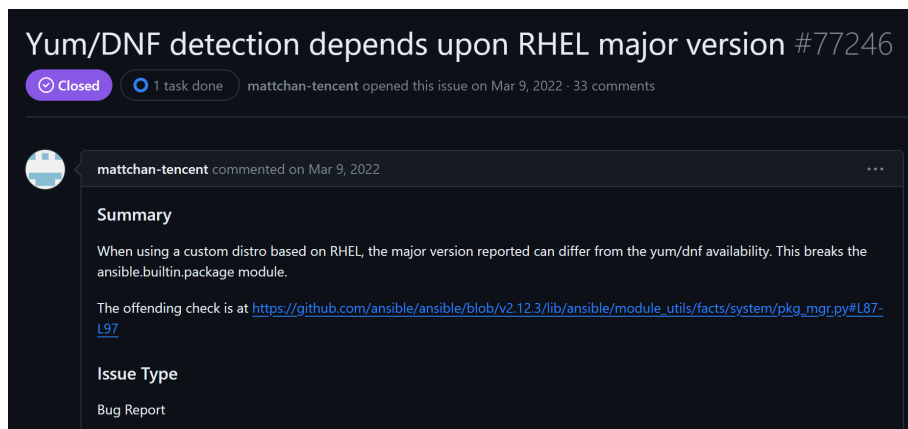 Yum/DNF detection depends upon RHEL major version #77246
Closed
1 task done
mattchan-tencent opened this issue on Mar 9, 2022 · 33 comments
mattchan-tencent commented on Mar 9, 2022
···
Summary
When using a custom distro based on RHEL, the major version reported can differ from the yum/dnf availability. This breaks the
ansible.builtin.package module.
The offending check is at https://github.com/ansible/ansible/blob/v2.12.3/lib/ansible/module_utils/facts/system/pkg_mgr.py#L87-
L97
Issue Type
Bug Report